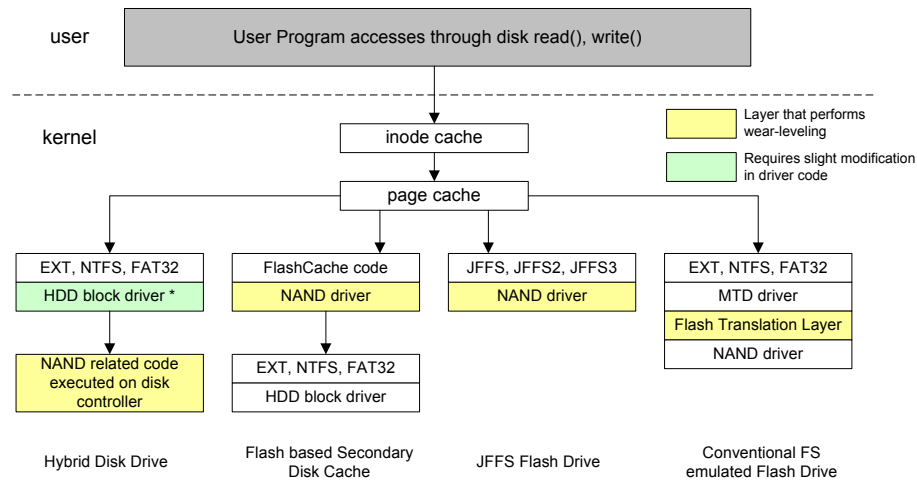 user
User Program accesses through disk read(), write()
kernel
Layer that performs
wear-leveling
Requires slight modification
in driver code
inode cache
page cache
EXT, NTFS, FAT32
HDD block driver *
NAND related code
executed on disk
controller
Hybrid Disk Drive
FlashCache code
NAND driver
EXT, NTFS, FAT32
HDD block driver
Flash based Secondary
Disk Cache
JFFS, JFFS2, JFFS3
NAND driver
JFFS Flash Drive
EXT, NTFS, FAT32
MTD driver
Flash Translation Layer
NAND driver
Conventional FS
emulated Flash Drive